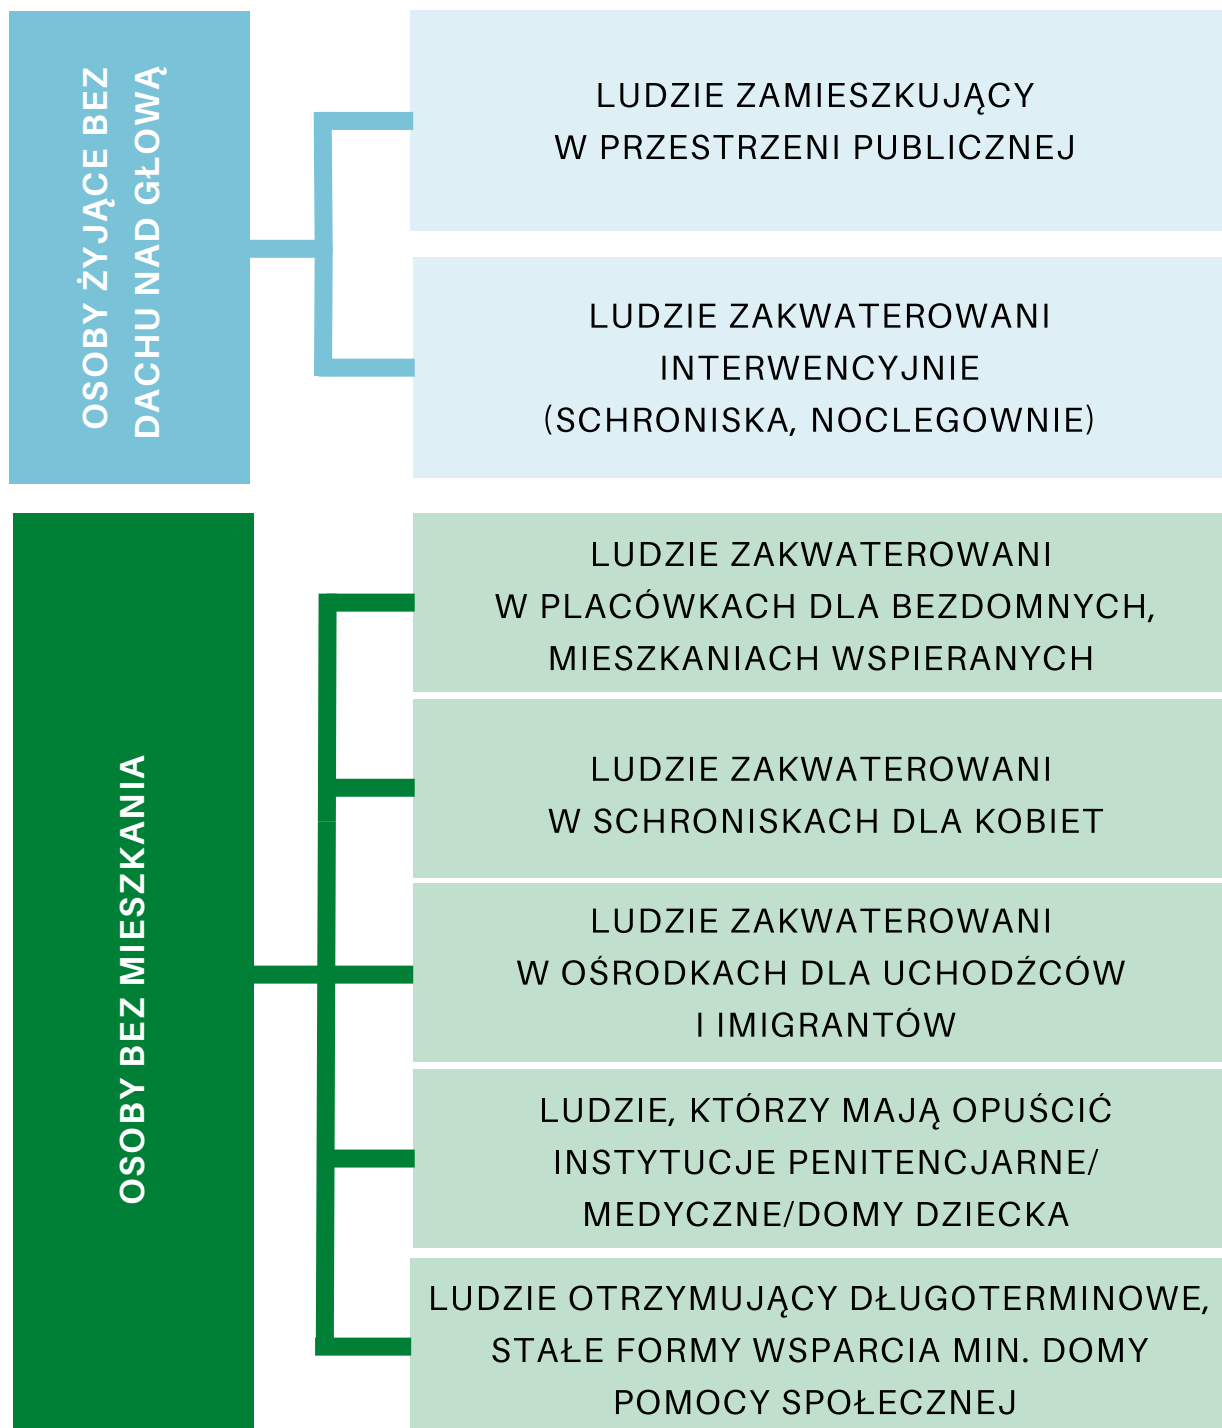 OSOBY ŻYJĄCE BEZ
DACHU NAD GŁOWĄ
LUDZIE ZAMIESZKUJĄCY
W PRZESTRZENI PUBLICZNEJ
LUDZIE ZAKWATEROWANI
INTERWENCYJNIE
(SCHRONISKA, NOCLEGOWNIE)
OSOBY BEZ MIESZKANIA
LUDZIE ZAKWATEROWANI
W PLACÓWKACH DLA BEZDOMNYCH,
MIESZKANIACH WSPIERANYCH
LUDZIE ZAKWATEROWANI
W SCHRONISKACH DLA KOBIET
LUDZIE ZAKWATEROWANI
W OŚRODKACH DLA UCHODŹCÓW
I IMIGRANTÓW
LUDZIE, KTÓRZY MAJĄ OPUŚCIĆ
INSTYTUCJE PENITENCJARNE/
MEDYCZNE/DOMY DZIECKA
LUDZIE OTRZYMUJĄCY DŁUGOTERMINOWE,
STAŁE FORMY WSPARCIA MIN. DOMY
POMOCY SPOŁECZNEJ